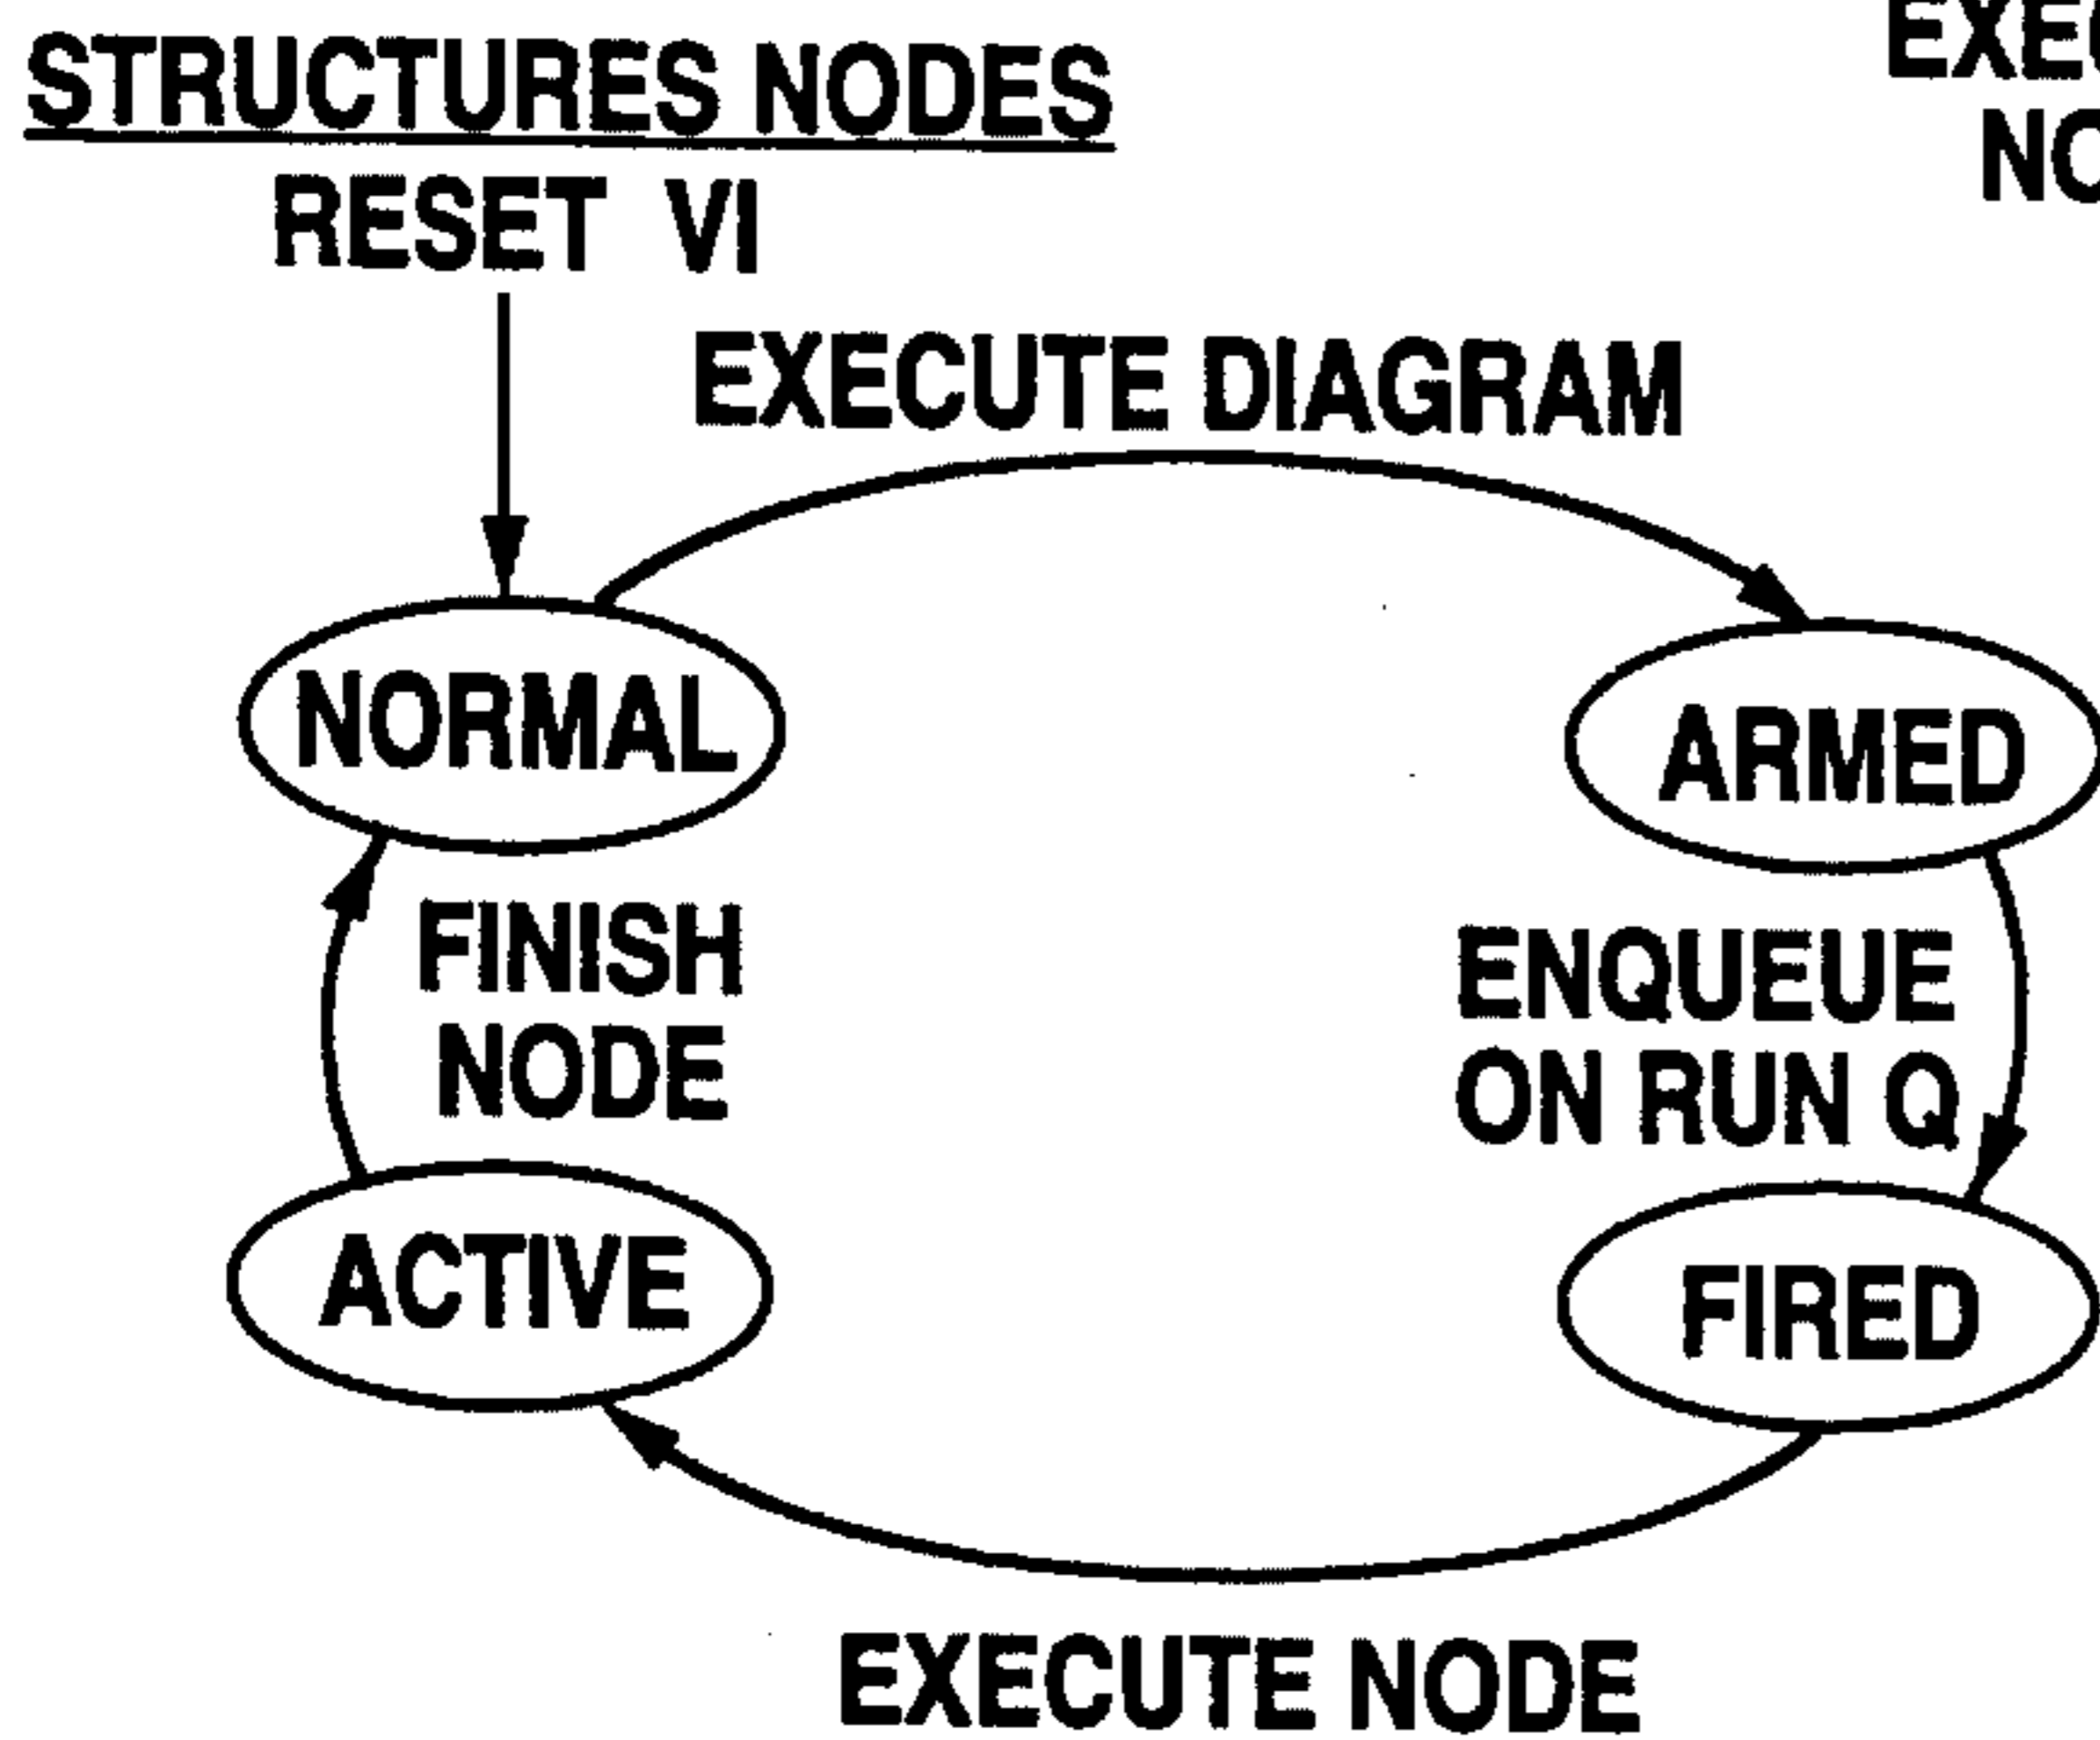 STRUCTURES NODES
RESET VI
EXECUTE DIAGRAM
NORMAL
ARMED
FINISH
NODE
ENQUEUE
ON RUN Q
ACTIVE
FIRED
EXECUTE NODE